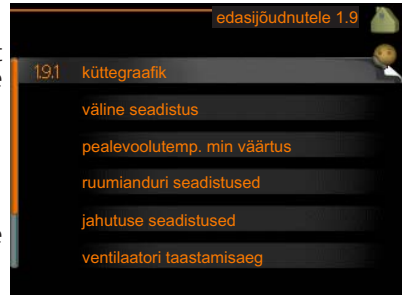 edasijõudnutele 1.9
1.9.1 küttegraafik
väline seadistus
pealevoolutemp. min väärtus
ruumianduri seadistused
jahutuse seadistused
ventilaatori taastamisaeg